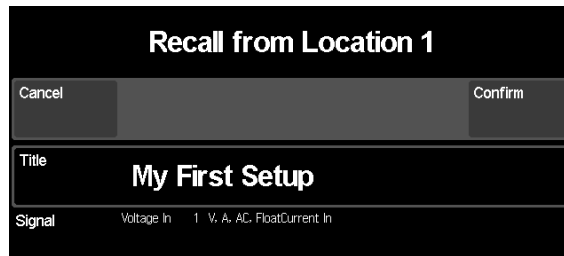 Recall from Location 1
Cancel Confirm
Title My First Setup
Signal Voltage In 1 V, A, AC, FloatCurrent In